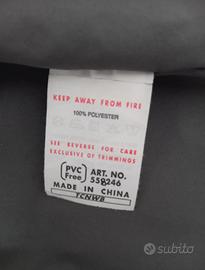 KEEP AWAY FROM FIRE
100% POLYESTER
SEE REVERSE FOR CARE
EXCLUSIVE OF TRIMMINGS
(PVC Free) ART. NO.
558246
MADE IN CHINA
TCNWB
subito